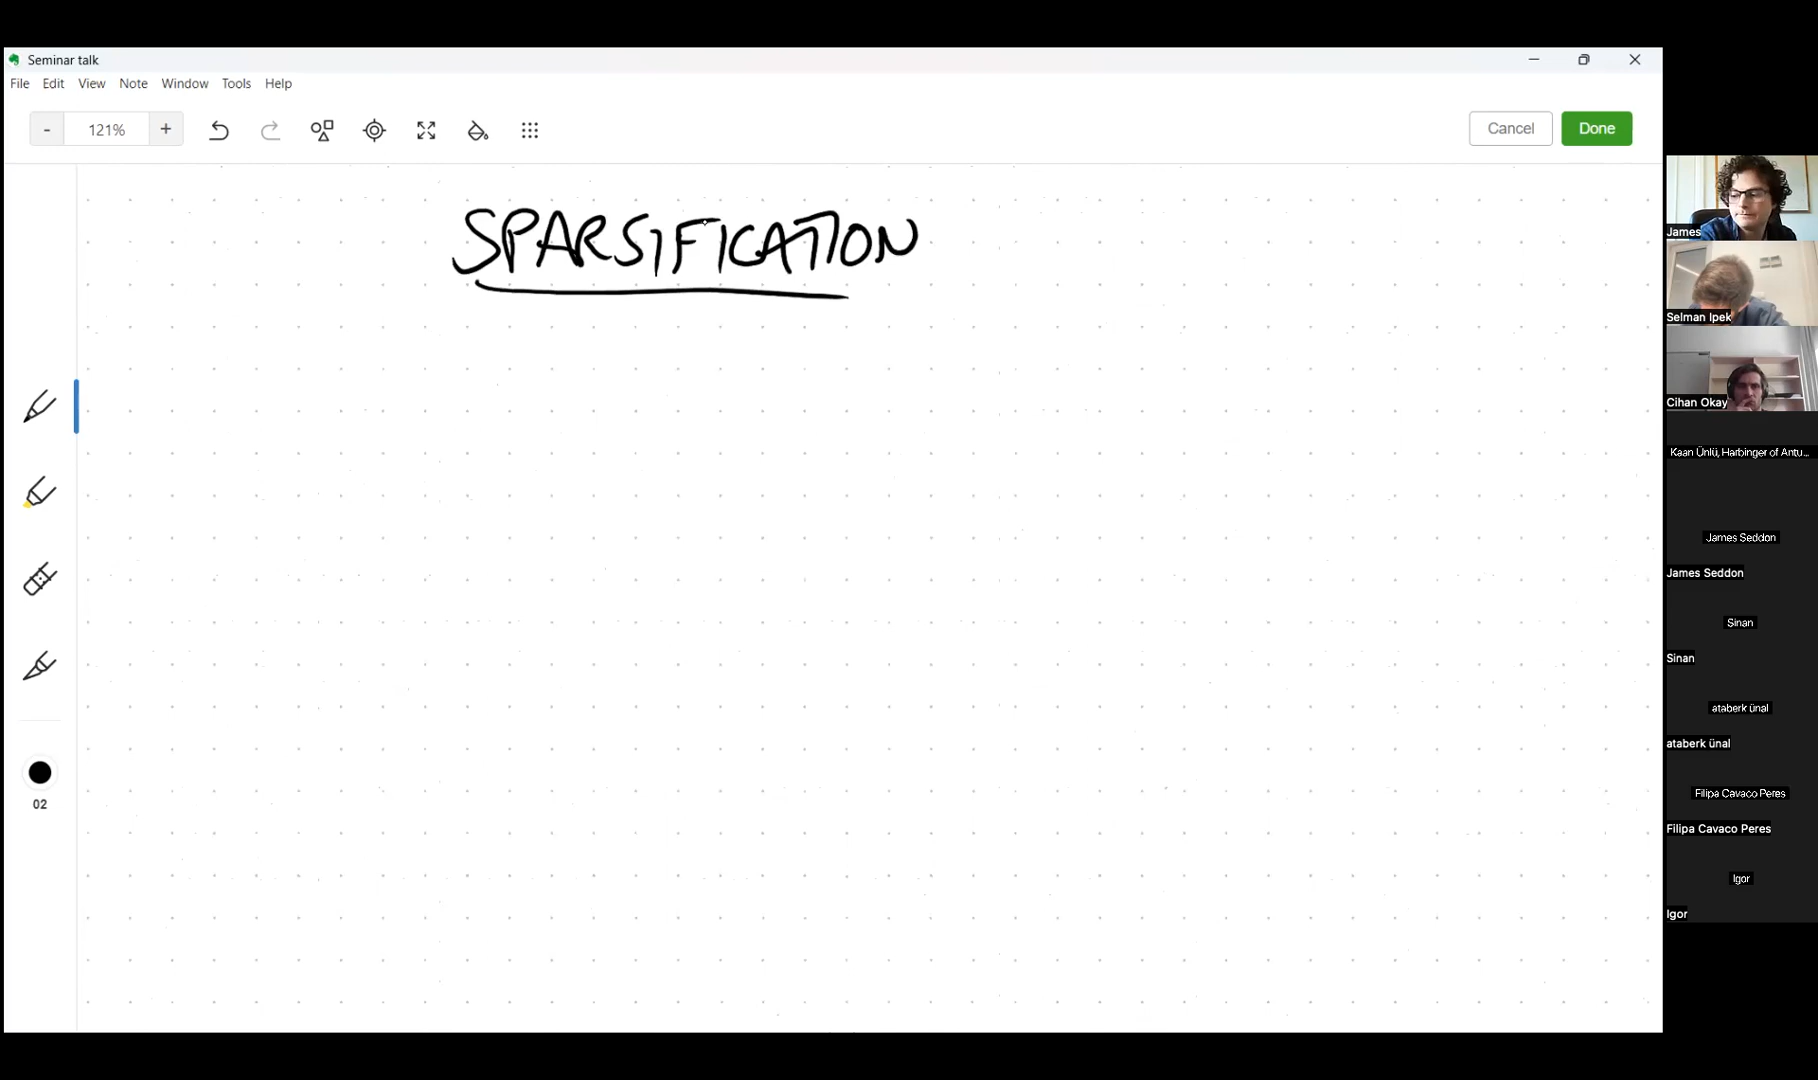 Seminar talk
File Edit View Note Window Tools Help
- 121% +
Cancel Done
SPARSIFICATION
02
James
Selman Ipek
Cihan Okay
Kaan Ünlü, Harbinger of Antu...
James Seddon
James Seddon
Sinan
Sinan
ataberk ünal
ataberk ünal
Filipa Cavaco Peres
Filipa Cavaco Peres
Igor
Igor